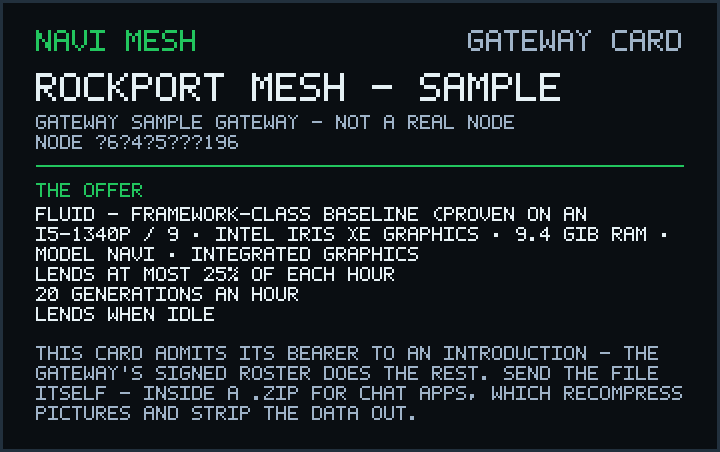 NAVI MESH
GATEWAY CARD
ROCKPORT MESH — SAMPLE
GATEWAY SAMPLE GATEWAY — NOT A REAL NODE
NODE ?6?4?5???196
THE OFFER
FLUID — FRAMEWORK-CLASS BASELINE (PROVEN ON AN
I5-1340P / 9 · INTEL IRIS XE GRAPHICS · 9.4 GIB RAM ·
MODEL NAVI · INTEGRATED GRAPHICS
LENDS AT MOST 25% OF EACH HOUR
20 GENERATIONS AN HOUR
LENDS WHEN IDLE
THIS CARD ADMITS ITS BEARER TO AN INTRODUCTION — THE
GATEWAY'S SIGNED ROSTER DOES THE REST. SEND THE FILE
ITSELF — INSIDE A .ZIP FOR CHAT APPS, WHICH RECOMPRESS
PICTURES AND STRIP THE DATA OUT.